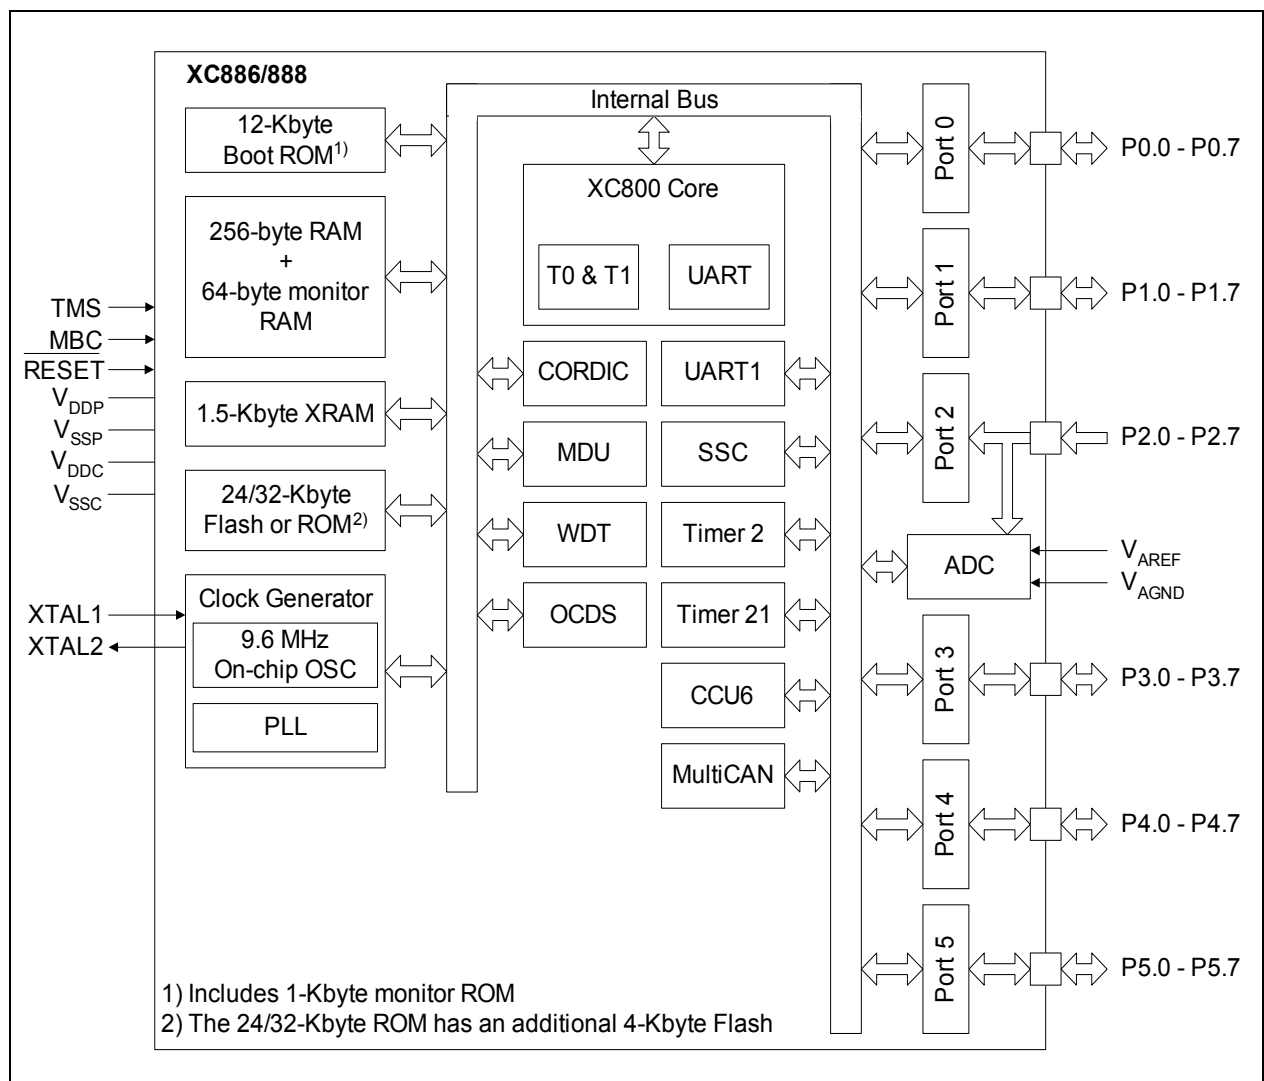 XC886/888
Internal Bus
12-Kbyte
Boot ROM1)
256-byte RAM
+
64-byte monitor
RAM
1.5-Kbyte XRAM
24/32-Kbyte
Flash or ROM2)
Clock Generator
9.6 MHz
On-chip OSC
PLL
TMS
MBC
RESET
VDDP
VSSP
VDDC
VSSC
XTAL1
XTAL2
XC800 Core
T0 & T1
UART
CORDIC
UART1
MDU
SSC
WDT
Timer 2
OCDS
Timer 21
CCU6
MultiCAN
Port 0
P0.0 - P0.7
Port 1
P1.0 - P1.7
Port 2
P2.0 - P2.7
ADC
VAREF
VAGND
Port 3
P3.0 - P3.7
Port 4
P4.0 - P4.7
Port 5
P5.0 - P5.7
1) Includes 1-Kbyte monitor ROM
2) The 24/32-Kbyte ROM has an additional 4-Kbyte Flash